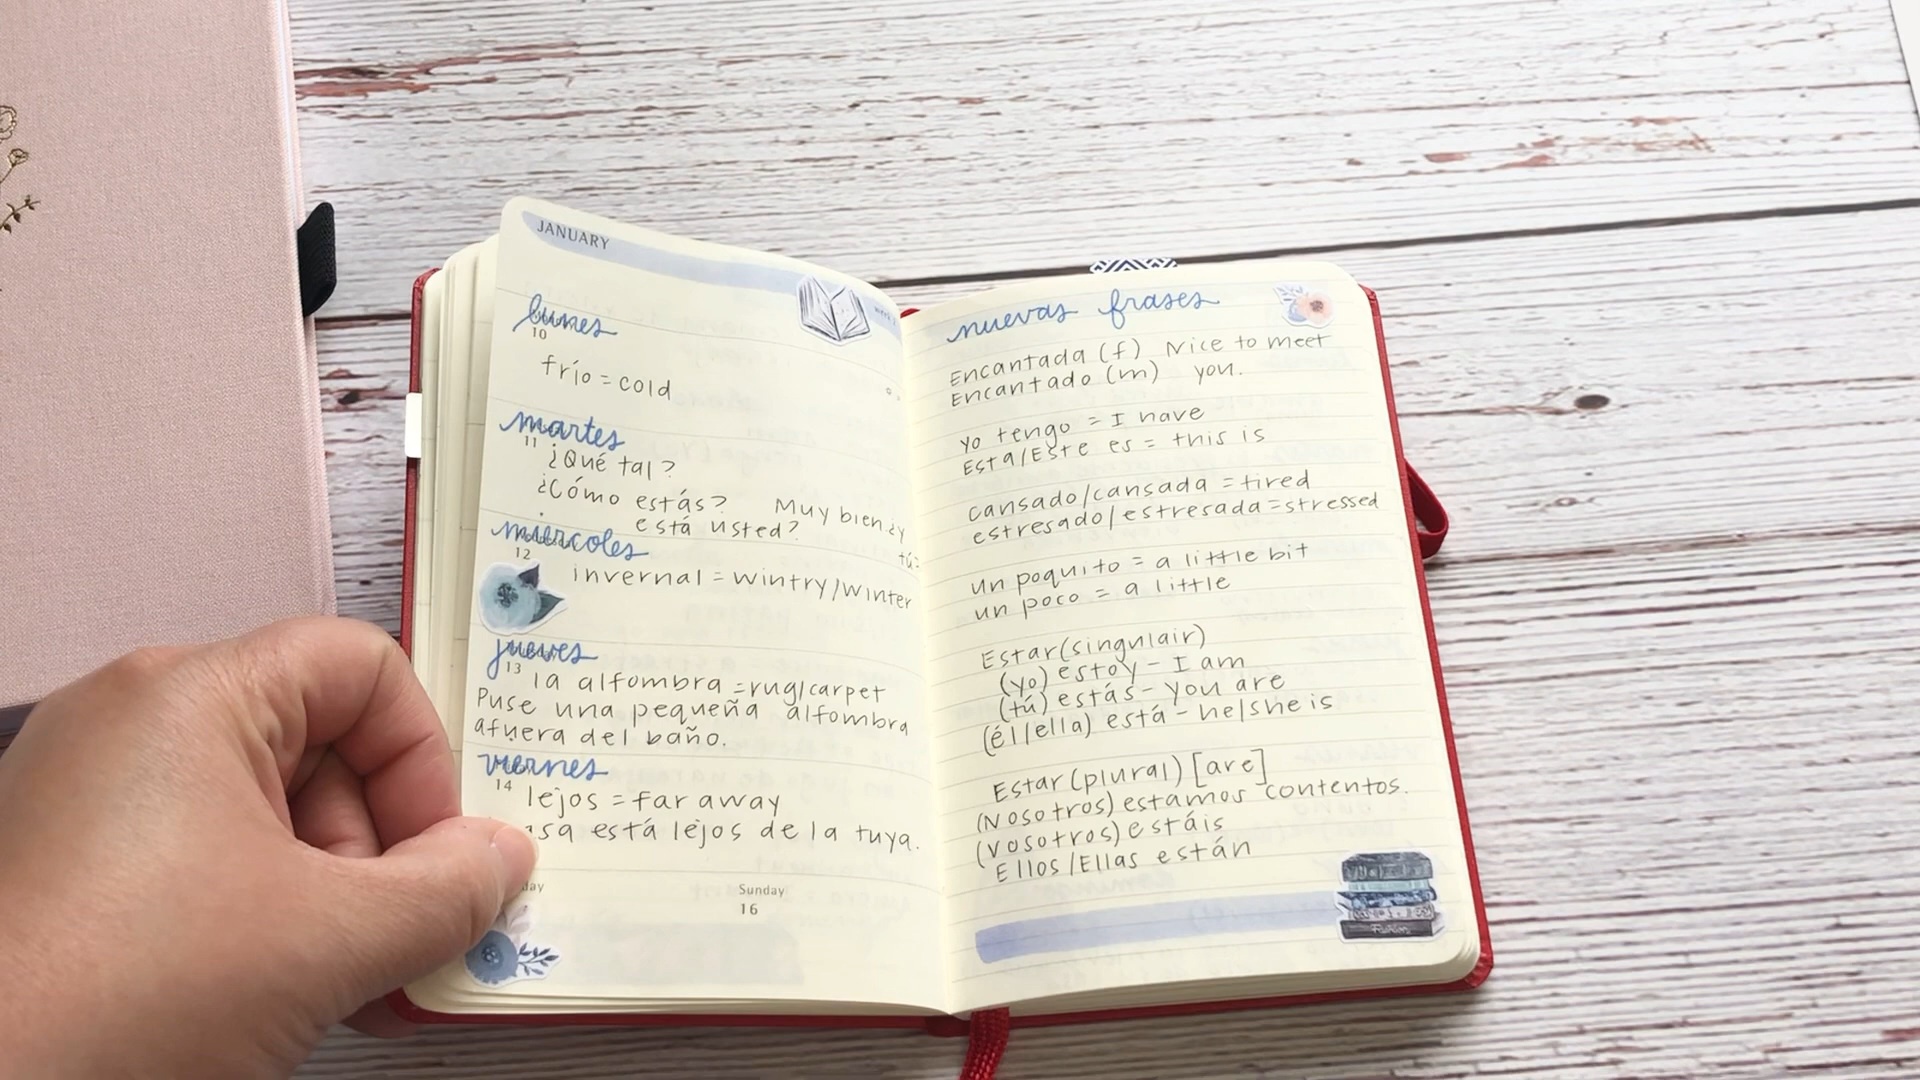 JANUARY
week 2
lunes
10
frío = cold
martes
11
¿Qué tal?
¿Cómo estás? Muy bien ¿y
está usted? tú?
miércoles
12
invernal = wintry/winter
jueves
13
la alfombra = rug/carpet
Puse una pequeña alfombra
afuera del baño.
viernes
14
lejos = far away
asa está lejos de la tuya.
day
Sunday
16
nuevas frases
Encantada (f) Nice to meet
Encantado (m) you.
yo tengo = I have
Esta/Este es = this is
cansado/cansada = tired
estresado/estresada = stressed
un poquito = a little bit
un poco = a little
Estar (singulair)
(yo) estoy - I am
(tú) estás - you are
(él/ella) está - he/she is
Estar (plural) [are]
(Nosotros) estamos contentos.
(Vosotros) estáis
Ellos/Ellas están